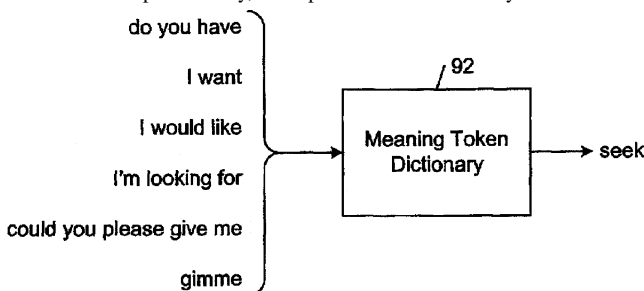 do you have
I want
I would like
I'm looking for
could you please give me
gimme
92
Meaning Token
Dictionary
seek